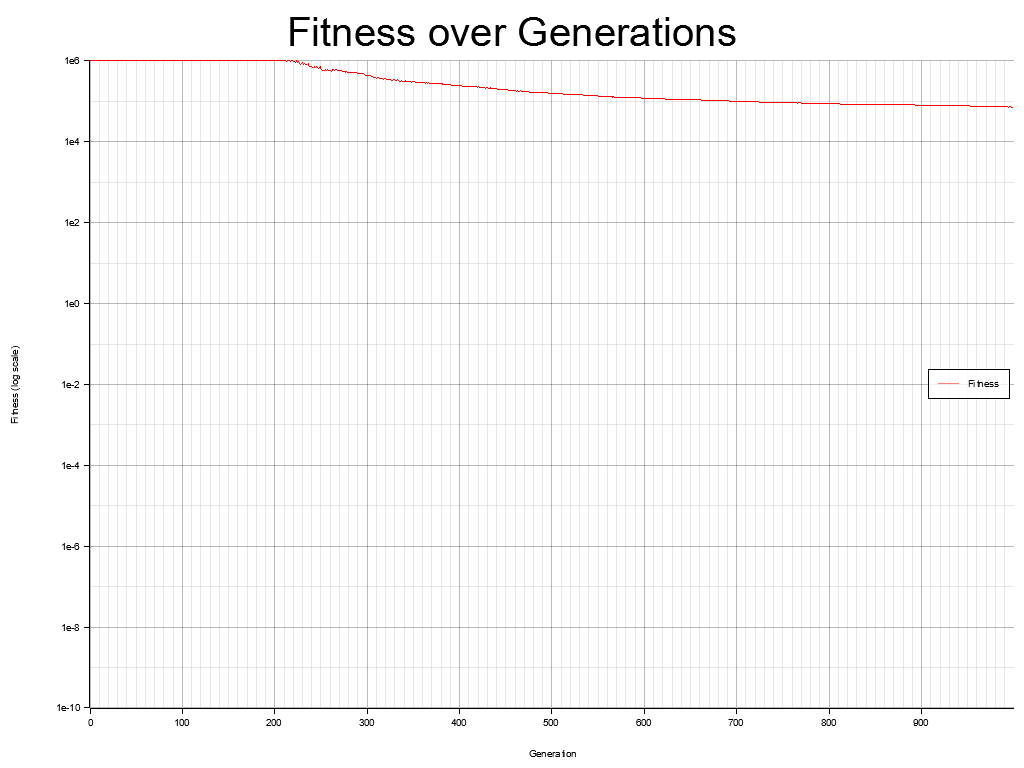 Fitness over Generations
1e6
1e4
1e2
1e0
1e-2
1e-4
1e-6
1e-8
1e-10
Fitness (log scale)
Fitness
0 100 200 300 400 500 600 700 800 900
Generation